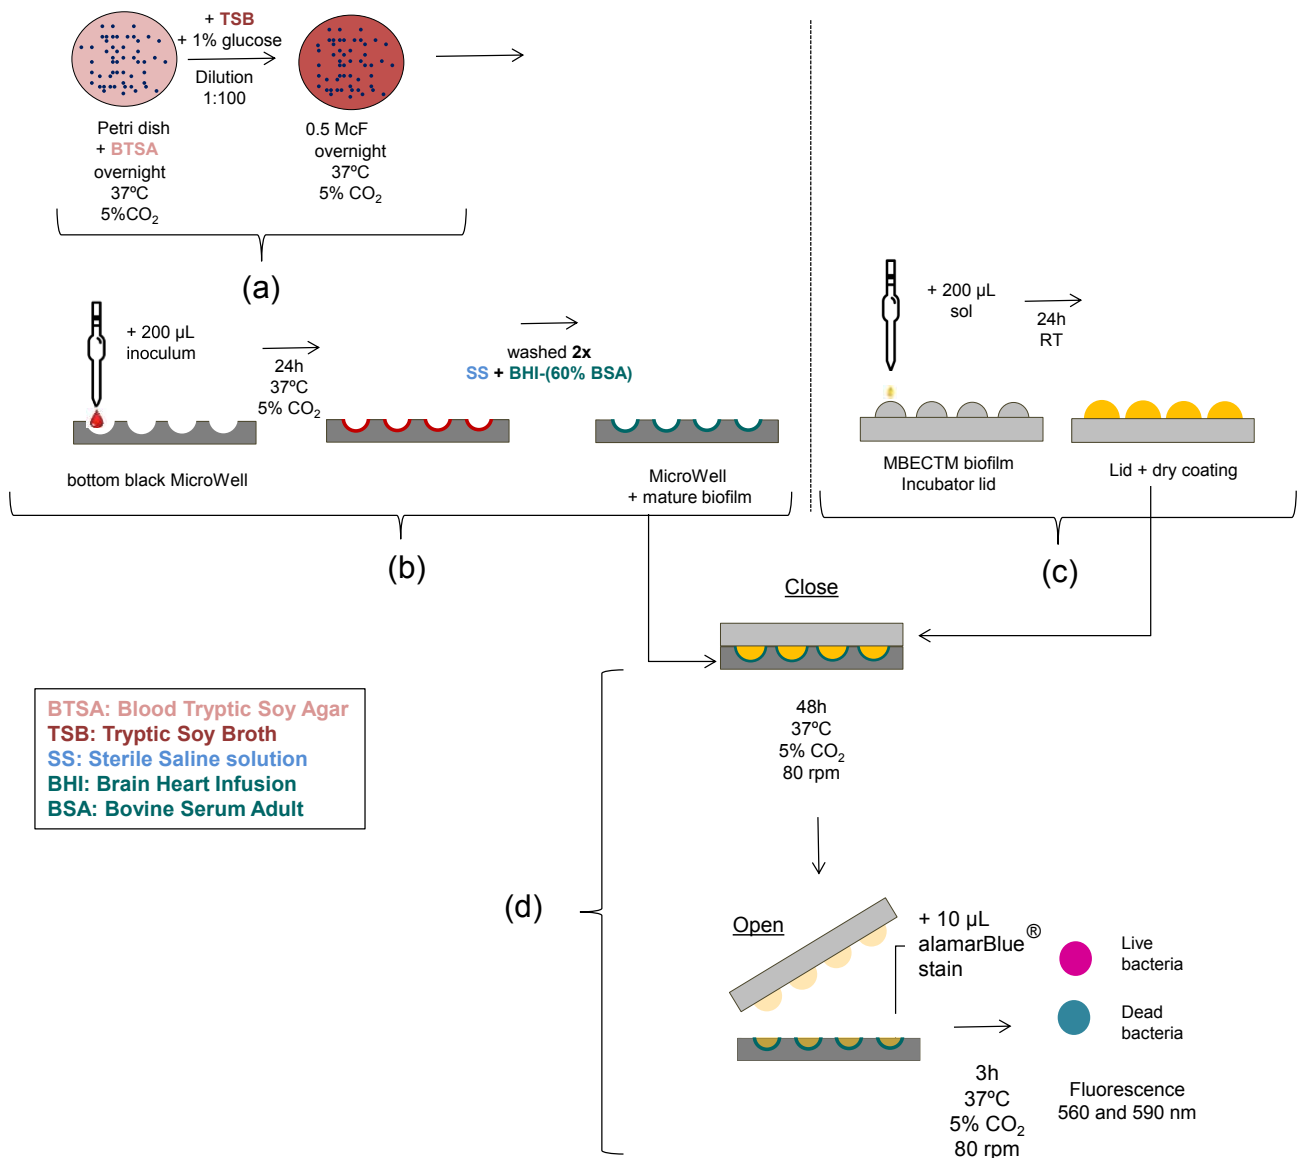 + TSB
+ 1% glucose
Dilution
1:100
Petri dish
+ BTSA
overnight
37ºC
5%CO2
0.5 McF
overnight
37ºC
5% CO2
(a)
+ 200 µL
inoculum
24h
37ºC
5% CO2
washed 2x
SS + BHI-(60% BSA)
bottom black MicroWell
MicroWell
+ mature biofilm
(b)
+ 200 µL
sol
24h
RT
MBECTM biofilm
Incubator lid
Lid + dry coating
(c)
Close
48h
37ºC
5% CO2
80 rpm
BTSA: Blood Tryptic Soy Agar
TSB: Tryptic Soy Broth
SS: Sterile Saline solution
BHI: Brain Heart Infusion
BSA: Bovine Serum Adult
(d)
Open
+ 10 µL
alamarBlue®
stain
Live
bacteria
Dead
bacteria
3h
37ºC
5% CO2
80 rpm
Fluorescence
560 and 590 nm